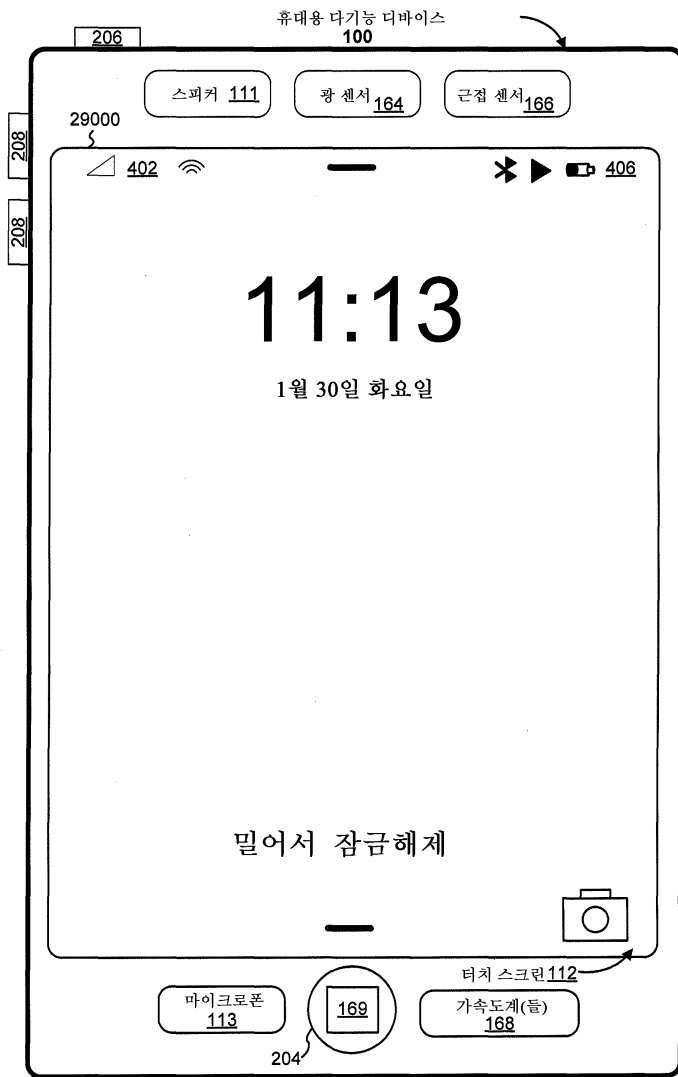 휴대용 다기능 디바이스
100
206
스피커 111
광 센서 164
근접 센서 166
29000
208
208
402
406
11:13
1월 30일 화요일
밀어서 잠금해제
터치 스크린 112
마이크로폰
113
169
가속도계(들)
168
204